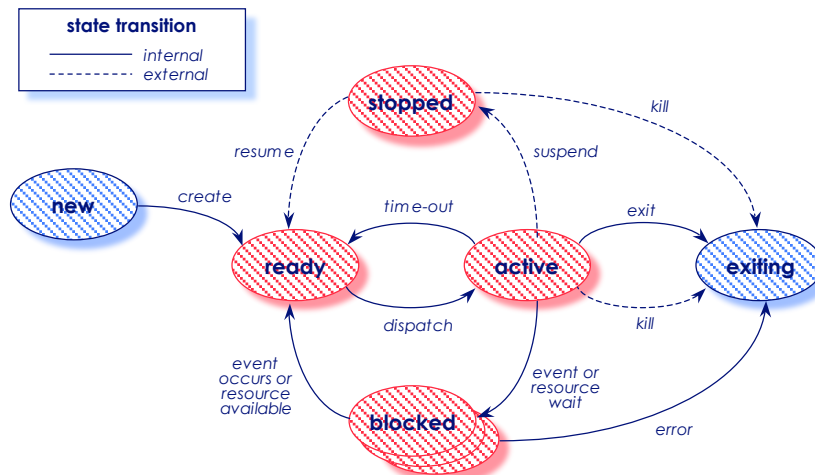 state transition
internal
external
stopped
kill
resume
suspend
new
create
time-out
exit
ready
active
exiting
dispatch
kill
event
occurs or
resource
available
event or
resource
wait
blocked
error